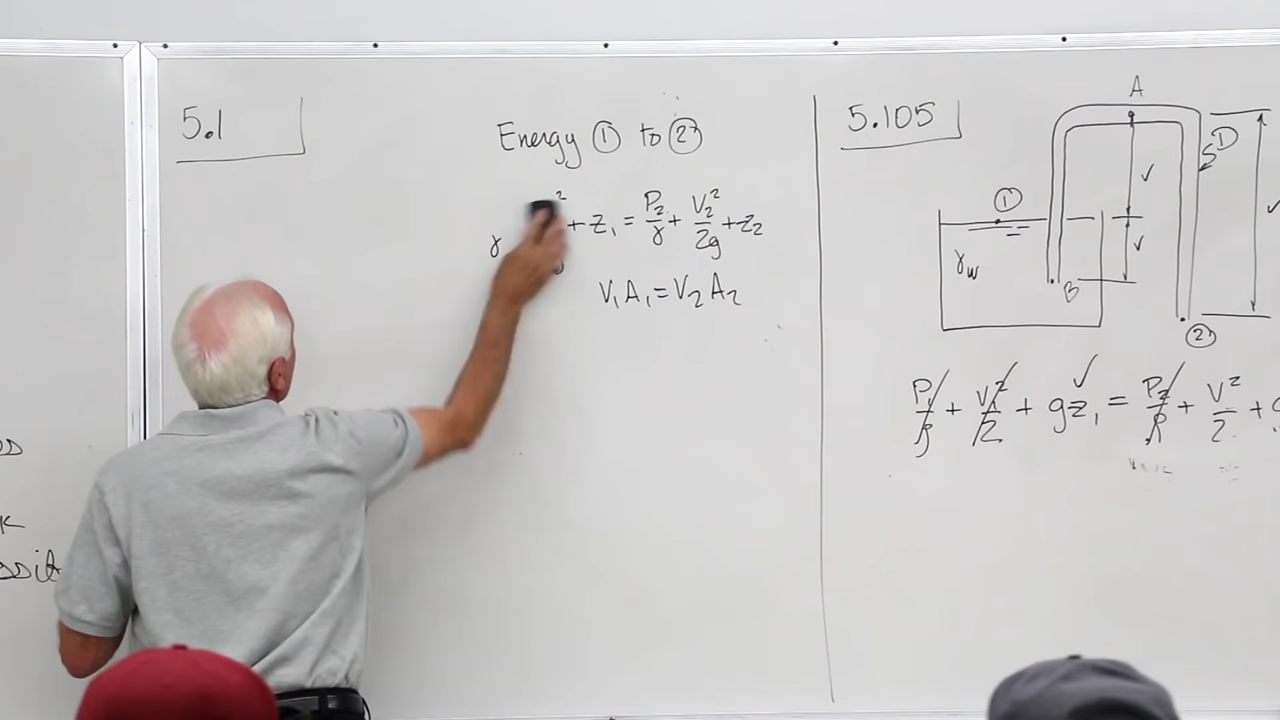 5.1
Energy ① to ②
γ 2 + z₁ = P₂/γ + V₂²/2g + z₂
V₁A₁ = V₂A₂
5.105
A
D
①
γw
B
②
P₁/ρ + V₁²/2 + gz₁ = P₂/ρ + V²/2 +